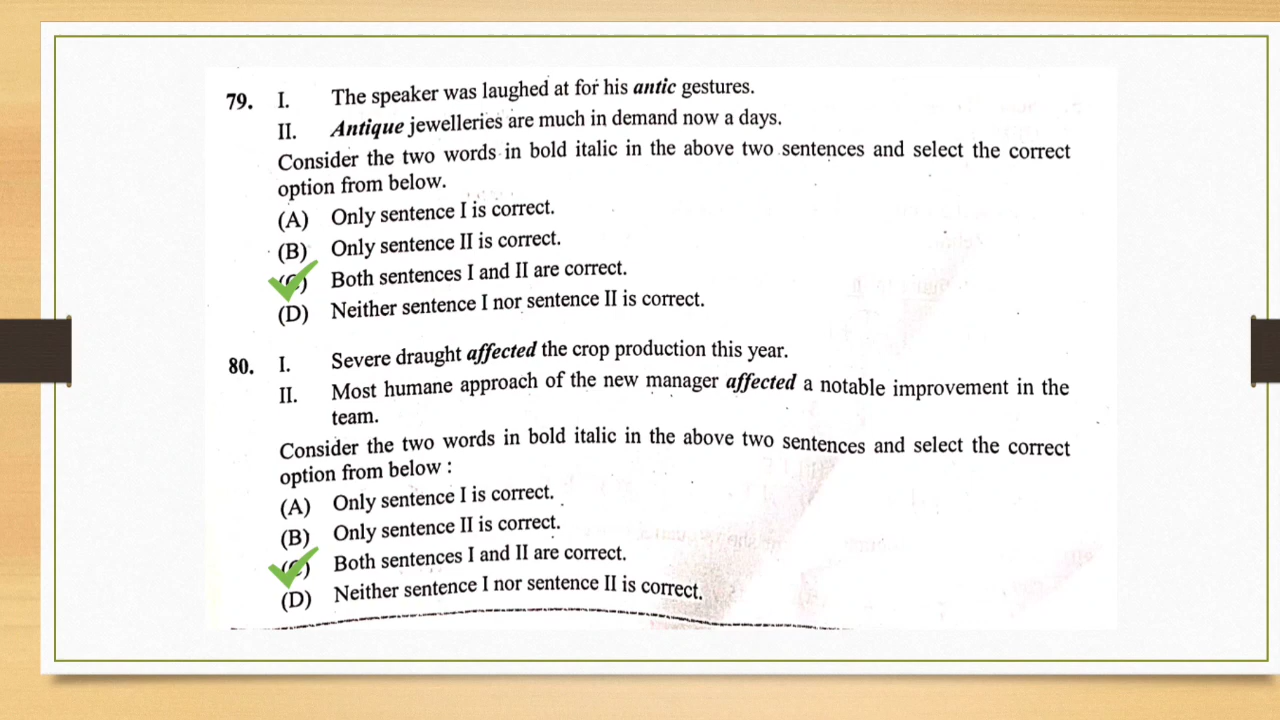 79. I. The speaker was laughed at for his antic gestures.
II. Antique jewelleries are much in demand now a days.
Consider the two words in bold italic in the above two sentences and select the correct
option from below.
(A) Only sentence I is correct.
(B) Only sentence II is correct.
(C) Both sentences I and II are correct.
(D) Neither sentence I nor sentence II is correct.
80. I. Severe draught affected the crop production this year.
II. Most humane approach of the new manager affected a notable improvement in the
team.
Consider the two words in bold italic in the above two sentences and select the correct
option from below :
(A) Only sentence I is correct.
(B) Only sentence II is correct.
(C) Both sentences I and II are correct.
(D) Neither sentence I nor sentence II is correct.